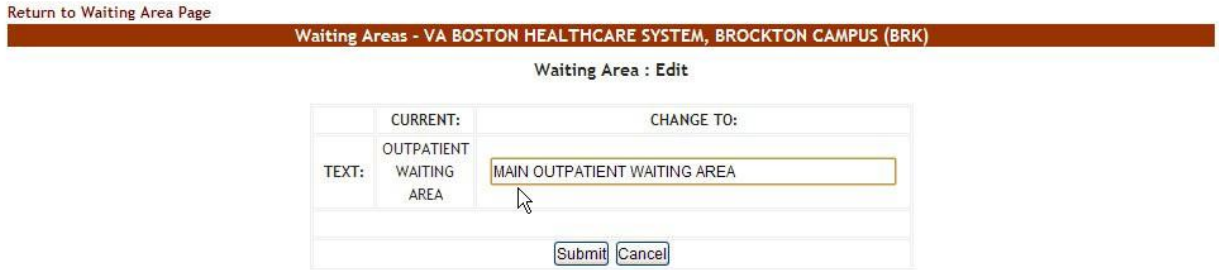 Return to Waiting Area Page
Waiting Areas - VA BOSTON HEALTHCARE SYSTEM, BROCKTON CAMPUS (BRK)
Waiting Area : Edit
CURRENT: CHANGE TO:
TEXT: OUTPATIENT WAITING AREA MAIN OUTPATIENT WAITING AREA
Submit Cancel